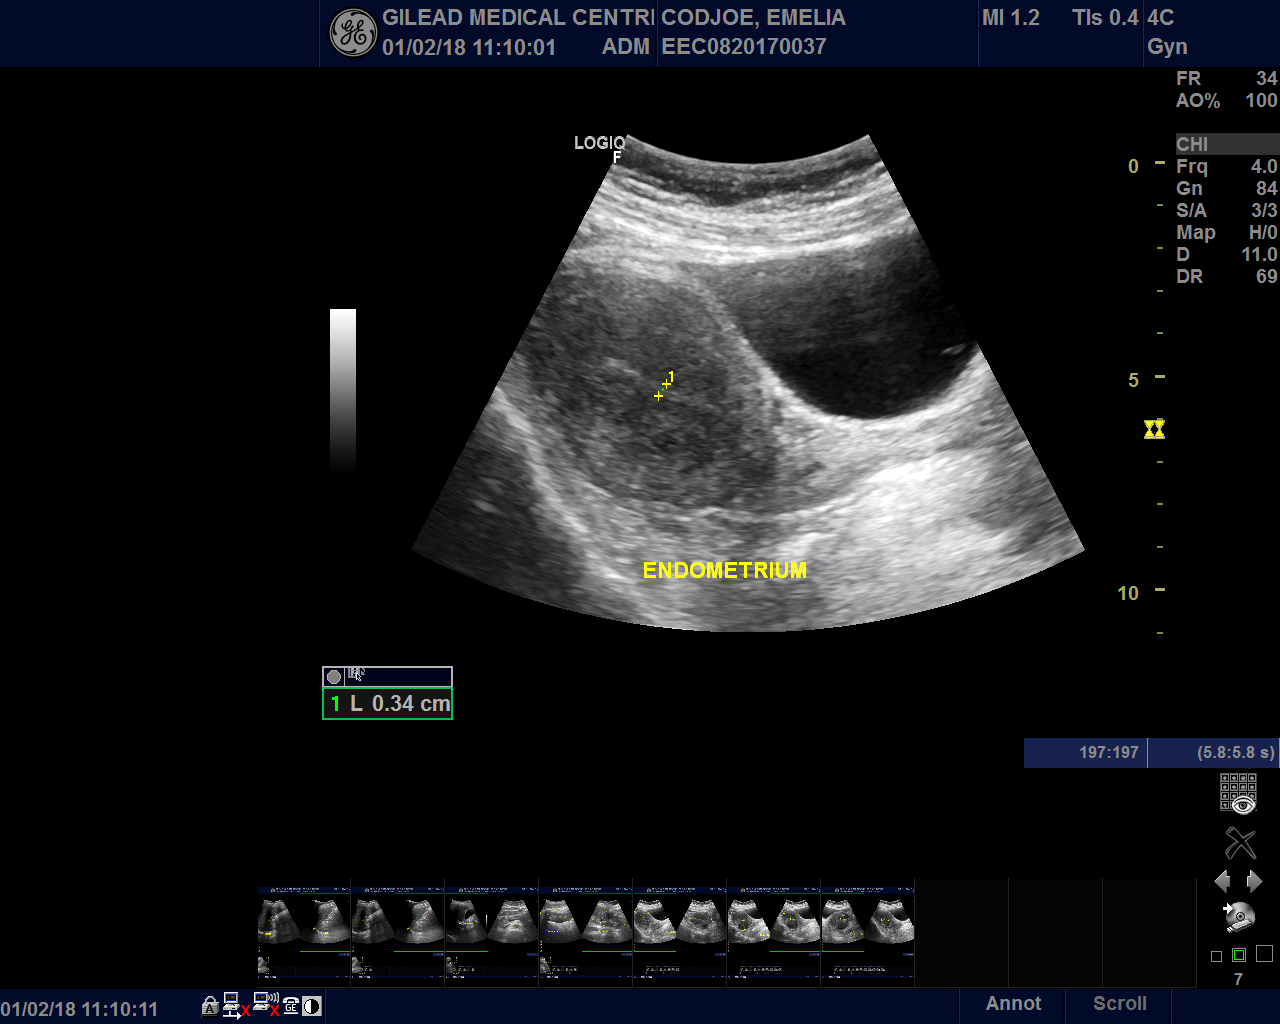 GILEAD MEDICAL CENTR
01/02/18 11:10:01 ADM
CODJOE, EMELIA
EEC0820170037
MI 1.2 TIs 0.4
4C
Gyn
FR 34
AO% 100
CHI
Frq 4.0
Gn 84
S/A 3/3
Map H/0
D 11.0
DR 69
LOGIQ
F
0
5
10
1
ENDOMETRIUM
1 L 0.34 cm
197:197 (5.8:5.8 s)
7
01/02/18 11:10:11
A
GE
Annot
Scroll